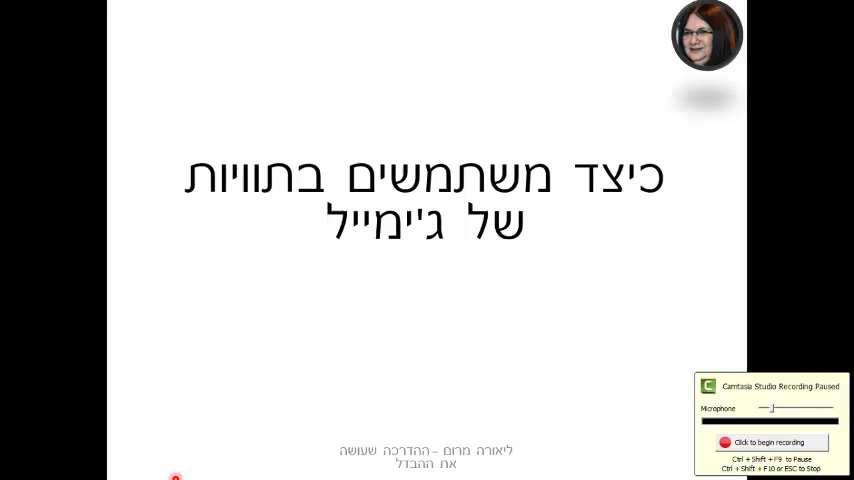 כיצד משתמשים בתוויות
של ג'ימייל
ליאורה מרום – ההדרכה שעושה
את ההבדל
Camtasia Studio Recording Paused
Microphone
Click to begin recording
Ctrl + Shift + F9 to Pause
Ctrl + Shift + F10 or ESC to Stop